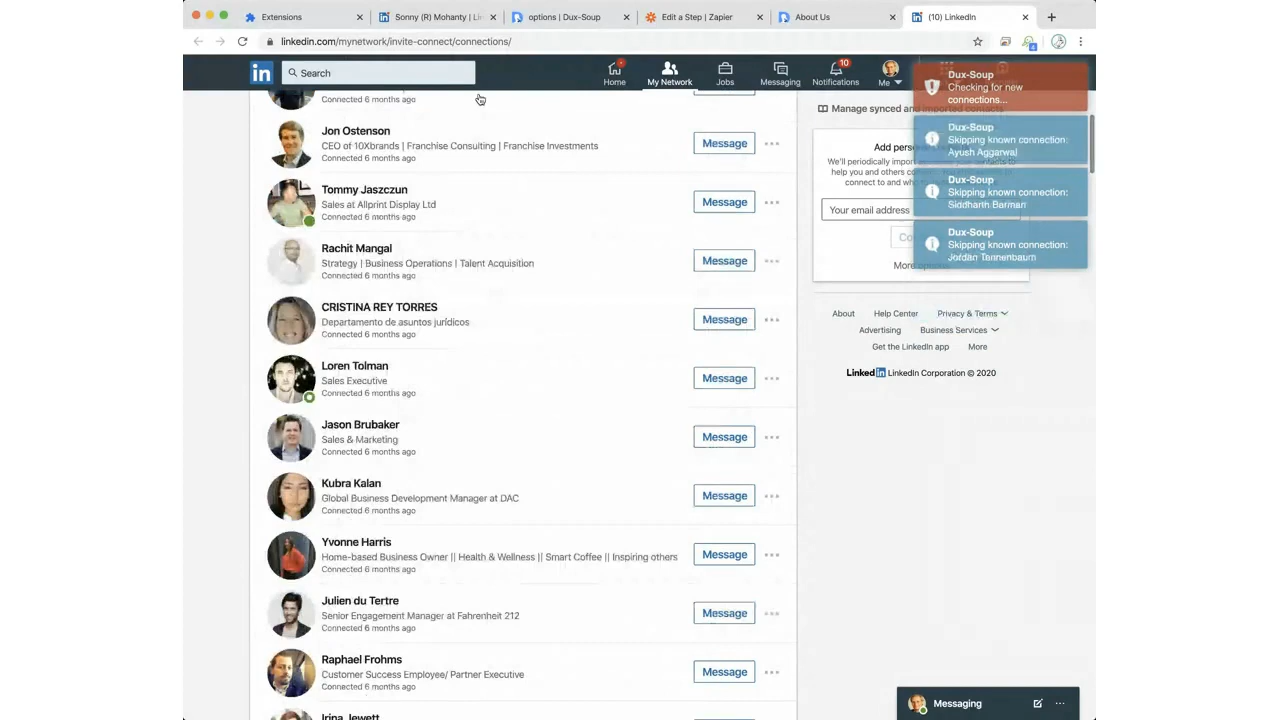 Extensions
Sonny (R) Mohanty | Li
options | Dux-Soup
Edit a Step | Zapier
About Us
(10) LinkedIn
linkedin.com/mynetwork/invite-connect/connections/
4
in
Search
Home
My Network
Jobs
Messaging
10
Notifications
Me
Connected 6 months ago
Jon Ostenson
CEO of 10Xbrands | Franchise Consulting | Franchise Investments
Connected 6 months ago
Message
Tommy Jaszczun
Sales at Allprint Display Ltd
Connected 6 months ago
Message
Rachit Mangal
Strategy | Business Operations | Talent Acquisition
Connected 6 months ago
Message
CRISTINA REY TORRES
Departamento de asuntos jurídicos
Connected 6 months ago
Message
Loren Tolman
Sales Executive
Connected 6 months ago
Message
Jason Brubaker
Sales & Marketing
Connected 6 months ago
Message
Kubra Kalan
Global Business Development Manager at DAC
Connected 6 months ago
Message
Yvonne Harris
Home-based Business Owner || Health & Wellness || Smart Coffee || Inspiring others
Connected 6 months ago
Message
Julien du Tertre
Senior Engagement Manager at Fahrenheit 212
Connected 6 months ago
Message
Raphael Frohms
Customer Success Employee/ Partner Executive
Connected 6 months ago
Message
Irina Jewett
Dux-Soup
Checking for new
connections...
Manage synced and imported contacts
Dux-Soup
Skipping known connection:
Ayush Aggarwal
Add pers
We'll periodically import
help you and others
connect to and
Dux-Soup
Skipping known connection:
Siddharth Barman
Your email address
Dux-Soup
Skipping known connection:
Jordan Tannenbaum
Co
More
About
Help Center
Privacy & Terms
Advertising
Business Services
Get the LinkedIn app
More
Linked in LinkedIn Corporation © 2020
Messaging